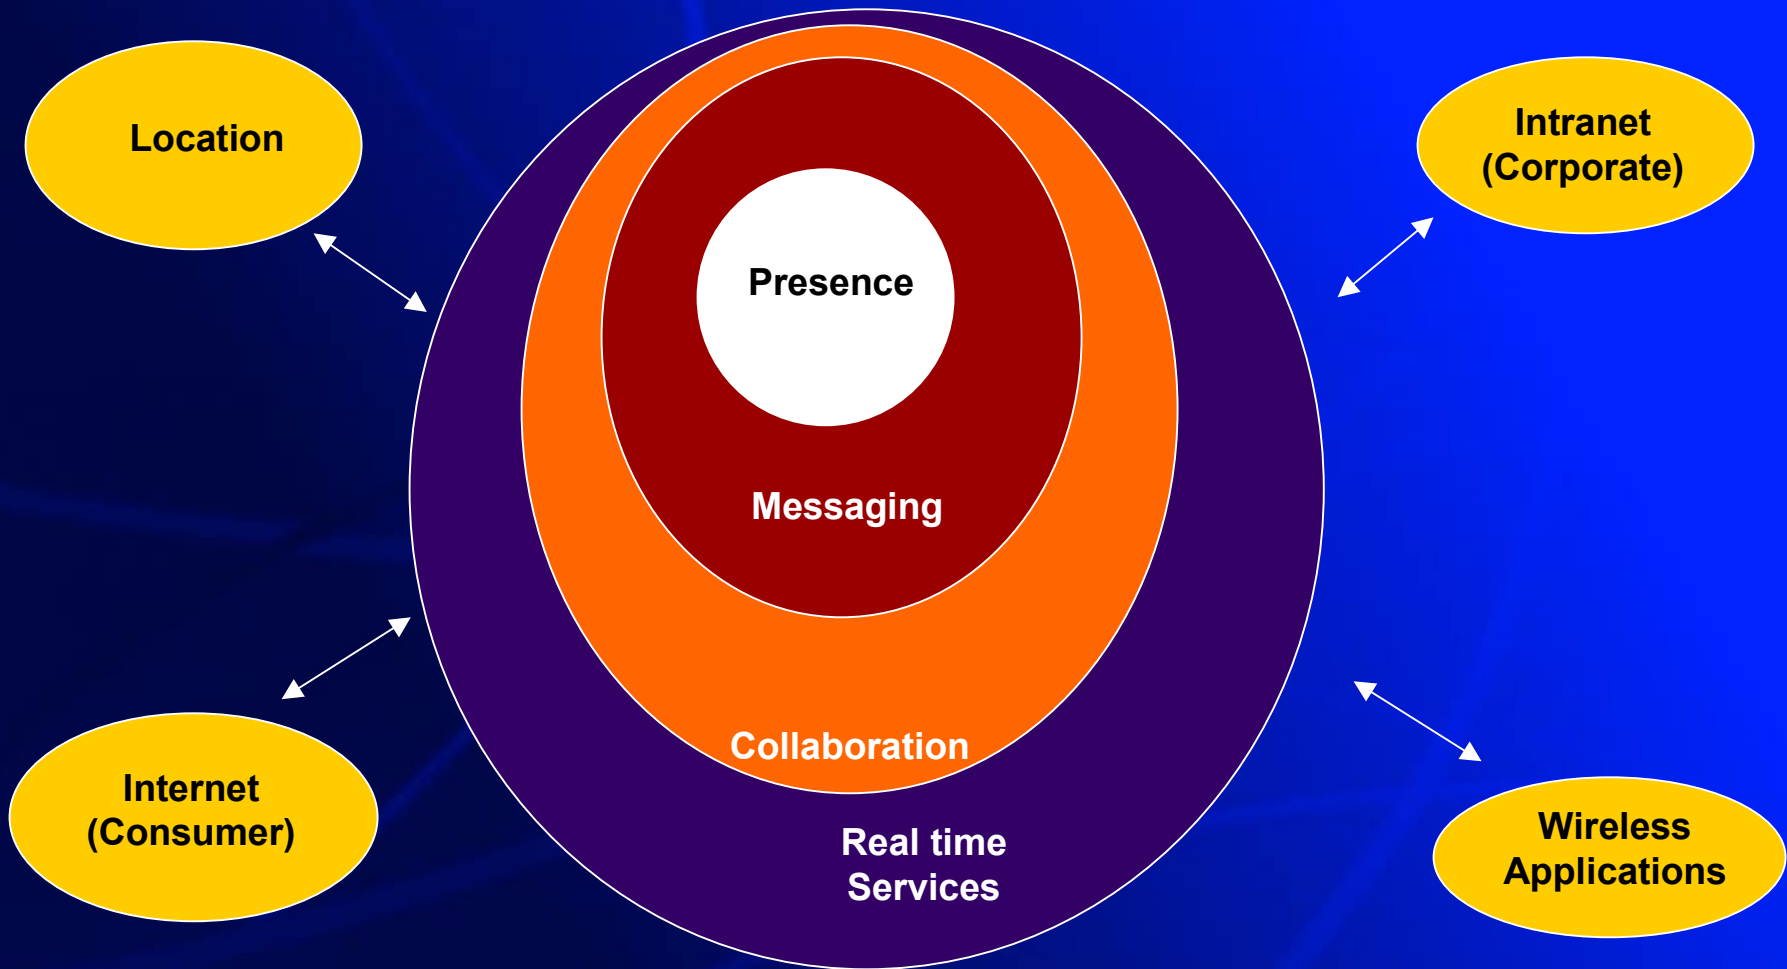 Location
Intranet
(Corporate)
Presence
Messaging
Collaboration
Internet
(Consumer)
Real time
Services
Wireless
Applications